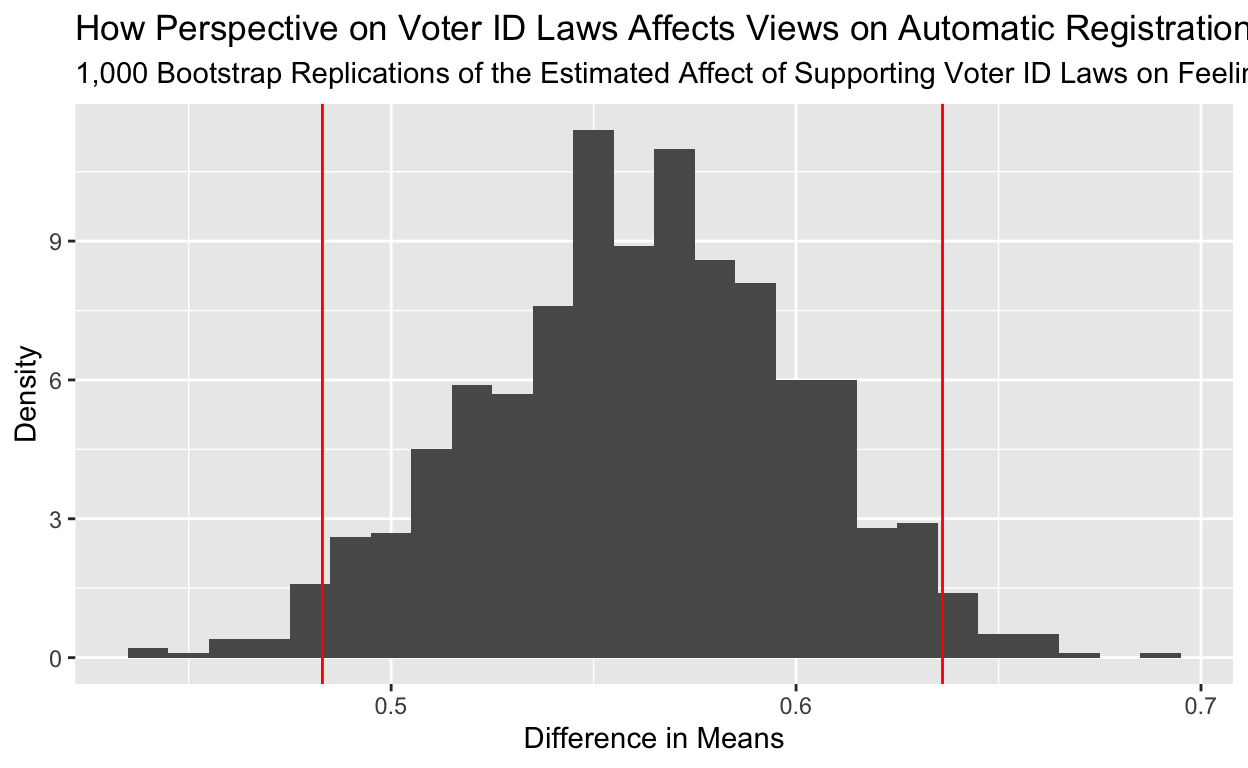 How Perspective on Voter ID Laws Affects Views on Automatic Registration
1,000 Bootstrap Replications of the Estimated Affect of Supporting Voter ID Laws on
Density
9
6
3
0
0.5 0.6 0.7
Difference in Means